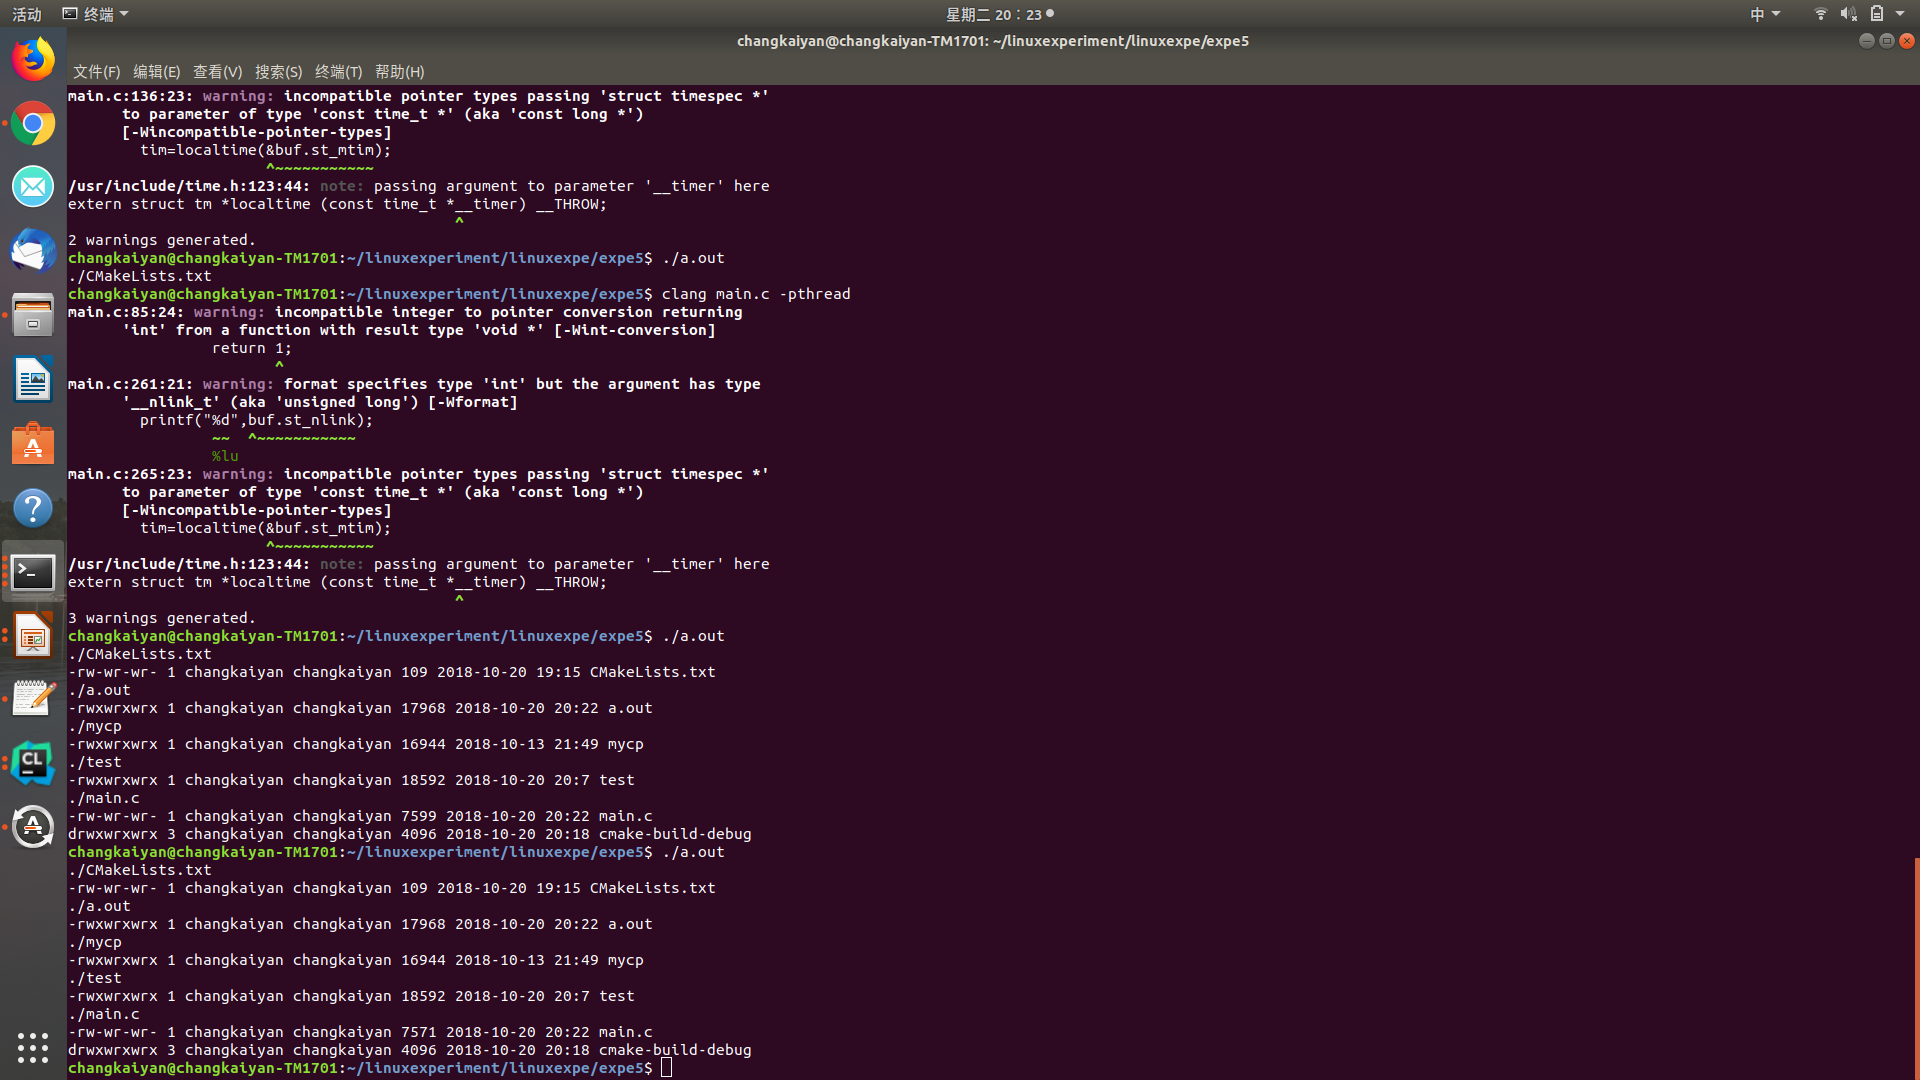 活动 终端 星期二 20：23 中
changkaiyan@changkaiyan-TM1701: ~/linuxexperiment/linuxexpe/expe5
文件(F) 编辑(E) 查看(V) 搜索(S) 终端(T) 帮助(H)
main.c:136:23: warning: incompatible pointer types passing 'struct timespec *'
to parameter of type 'const time_t *' (aka 'const long *')
[-Wincompatible-pointer-types]
tim=localtime(&buf.st_mtim);
^~~~~~~~~~~~
/usr/include/time.h:123:44: note: passing argument to parameter '__timer' here
extern struct tm *localtime (const time_t *__timer) __THROW;
^
2 warnings generated.
changkaiyan@changkaiyan-TM1701:~/linuxexperiment/linuxexpe/expe5$ ./a.out
./CMakeLists.txt
changkaiyan@changkaiyan-TM1701:~/linuxexperiment/linuxexpe/expe5$ clang main.c -pthread
main.c:85:24: warning: incompatible integer to pointer conversion returning
'int' from a function with result type 'void *' [-Wint-conversion]
return 1;
^
main.c:261:21: warning: format specifies type 'int' but the argument has type
'__nlink_t' (aka 'unsigned long') [-Wformat]
printf("%d",buf.st_nlink);
~~  ^~~~~~~~~~~~
%lu
main.c:265:23: warning: incompatible pointer types passing 'struct timespec *'
to parameter of type 'const time_t *' (aka 'const long *')
[-Wincompatible-pointer-types]
tim=localtime(&buf.st_mtim);
^~~~~~~~~~~~
/usr/include/time.h:123:44: note: passing argument to parameter '__timer' here
extern struct tm *localtime (const time_t *__timer) __THROW;
^
3 warnings generated.
changkaiyan@changkaiyan-TM1701:~/linuxexperiment/linuxexpe/expe5$ ./a.out
./CMakeLists.txt
-rw-wr-wr- 1 changkaiyan changkaiyan 109 2018-10-20 19:15 CMakeLists.txt
./a.out
-rwxwrxwrx 1 changkaiyan changkaiyan 17968 2018-10-20 20:22 a.out
./mycp
-rwxwrxwrx 1 changkaiyan changkaiyan 16944 2018-10-13 21:49 mycp
./test
-rwxwrxwrx 1 changkaiyan changkaiyan 18592 2018-10-20 20:7 test
./main.c
-rw-wr-wr- 1 changkaiyan changkaiyan 7599 2018-10-20 20:22 main.c
drwxwrxwrx 3 changkaiyan changkaiyan 4096 2018-10-20 20:18 cmake-build-debug
changkaiyan@changkaiyan-TM1701:~/linuxexperiment/linuxexpe/expe5$ ./a.out
./CMakeLists.txt
-rw-wr-wr- 1 changkaiyan changkaiyan 109 2018-10-20 19:15 CMakeLists.txt
./a.out
-rwxwrxwrx 1 changkaiyan changkaiyan 17968 2018-10-20 20:22 a.out
./mycp
-rwxwrxwrx 1 changkaiyan changkaiyan 16944 2018-10-13 21:49 mycp
./test
-rwxwrxwrx 1 changkaiyan changkaiyan 18592 2018-10-20 20:7 test
./main.c
-rw-wr-wr- 1 changkaiyan changkaiyan 7571 2018-10-20 20:22 main.c
drwxwrxwrx 3 changkaiyan changkaiyan 4096 2018-10-20 20:18 cmake-build-debug
changkaiyan@changkaiyan-TM1701:~/linuxexperiment/linuxexpe/expe5$
CL